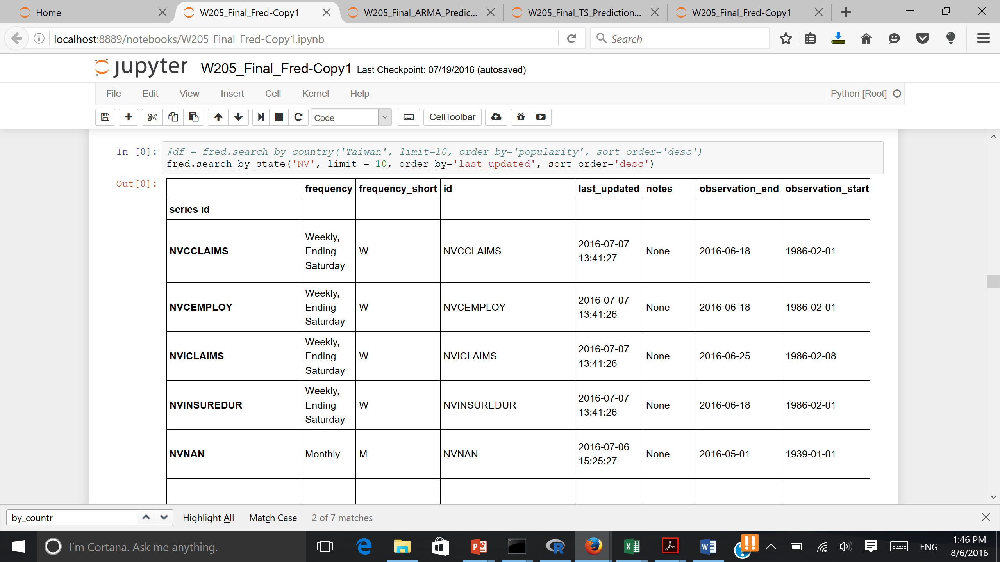 Home
W205_Final_Fred-Copy1
W205_Final_ARMA_Predic...
W205_Final_TS_Prediction...
W205_Final_Fred-Copy1
localhost:8889/notebooks/W205_Final_Fred-Copy1.ipynb
Search
jupyter W205_Final_Fred-Copy1 Last Checkpoint: 07/19/2016 (autosaved)
File Edit View Insert Cell Kernel Help Python [Root]
Code CellToolbar
In [8]: #df = fred.search_by_country('Taiwan', limit=10, order_by='popularity', sort_order='desc')
fred.search_by_state('NV', limit = 10, order_by='last_updated', sort_order='desc')
Out[8]:
frequency frequency_short id last_updated notes observation_end observation_start
series id
NVCCLAIMS Weekly, Ending Saturday W NVCCLAIMS 2016-07-07 13:41:27 None 2016-06-18 1986-02-01
NVCEMPLOY Weekly, Ending Saturday W NVCEMPLOY 2016-07-07 13:41:26 None 2016-06-18 1986-02-01
NVICLAIMS Weekly, Ending Saturday W NVICLAIMS 2016-07-07 13:41:26 None 2016-06-25 1986-02-08
NVINSUREDUR Weekly, Ending Saturday W NVINSUREDUR 2016-07-07 13:41:26 None 2016-06-18 1986-02-01
NVNAN Monthly M NVNAN 2016-07-06 15:25:27 None 2016-05-01 1939-01-01
by_countr Highlight All Match Case 2 of 7 matches
I'm Cortana. Ask me anything.
ENG
1:46 PM
8/6/2016